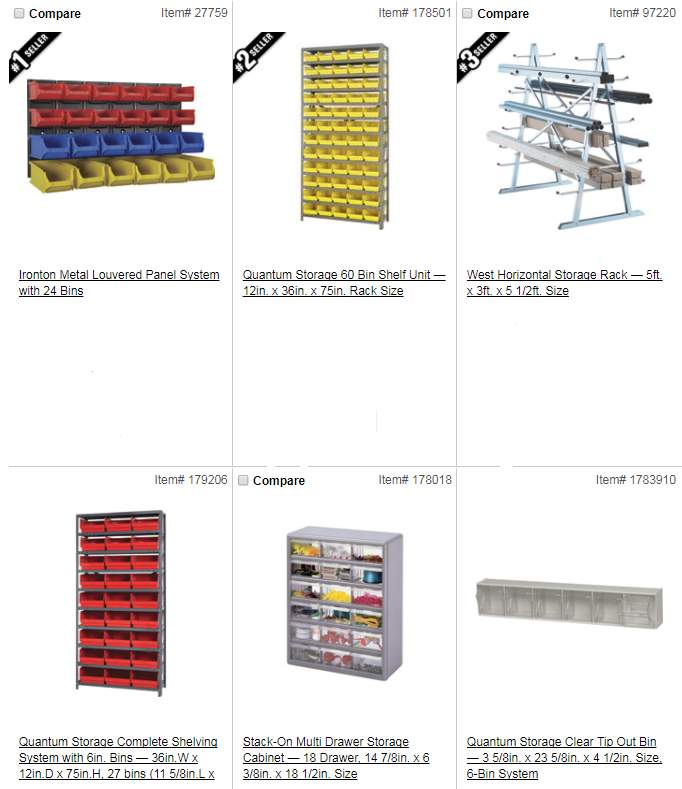 Compare Item# 27759
#1 SELLER
Ironton Metal Louvered Panel System
with 24 Bins
Item# 178501
#2 SELLER
Quantum Storage 60 Bin Shelf Unit —
12in. x 36in. x 75in. Rack Size
Compare Item# 97220
#3 SELLER
West Horizontal Storage Rack — 5ft.
x 3ft. x 5 1/2ft. Size
Item# 179206
Quantum Storage Complete Shelving
System with 6in. Bins — 36in.W x
12in.D x 75in.H, 27 bins (11 5/8in.L x
Compare Item# 178018
Stack-On Multi Drawer Storage
Cabinet — 18 Drawer, 14 7/8in. x 6
3/8in. x 18 1/2in. Size
Item# 1783910
Quantum Storage Clear Tip Out Bin
— 3 5/8in. x 23 5/8in. x 4 1/2in. Size,
6-Bin System